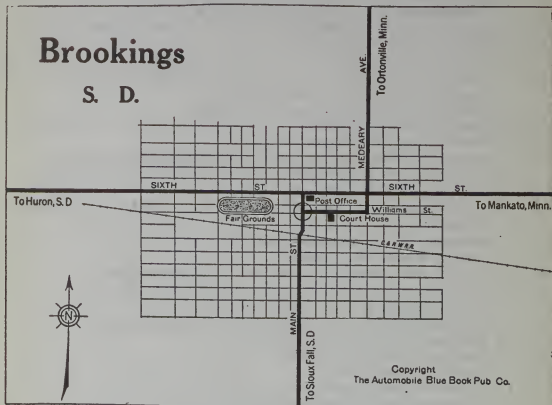 Brookings
S. D.
MEDEARY AVE.
To Ortonville, Minn.
SIXTH ST.
SIXTH ST.
To Huron, S.D
Post Office
Fair Grounds
Williams St.
To Mankato, Minn.
Court House
C.&N.W.R.R.
MAIN ST.
N
To Sioux Fall, S.D
Copyright
The Automobile Blue Book Pub Co.